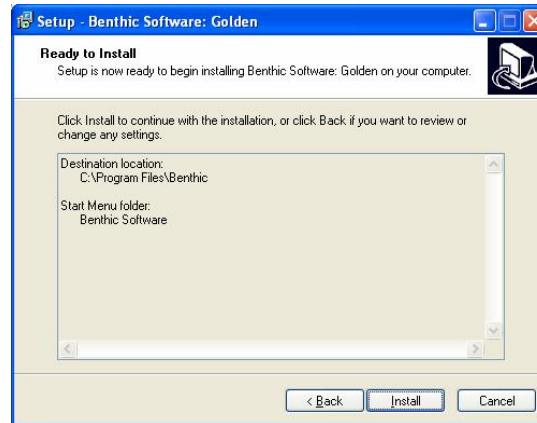 Setup - Benthic Software: Golden
Ready to Install
Setup is now ready to begin installing Benthic Software: Golden on your computer.
Click Install to continue with the installation, or click Back if you want to review or
change any settings.
Destination location:
C:\Program Files\Benthic
Start Menu folder:
Benthic Software
< Back
Install
Cancel